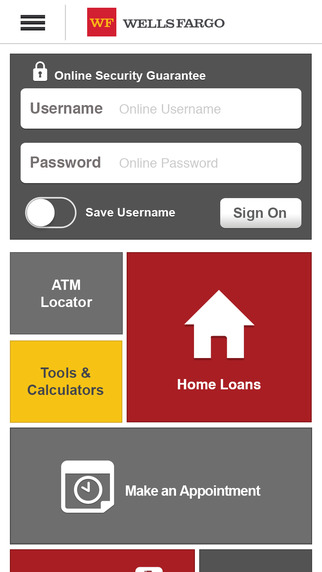 WF WELLS FARGO
Online Security Guarantee
Username Online Username
Password Online Password
Save Username Sign On
ATM
Locator
Home Loans
Tools &
Calculators
Make an Appointment